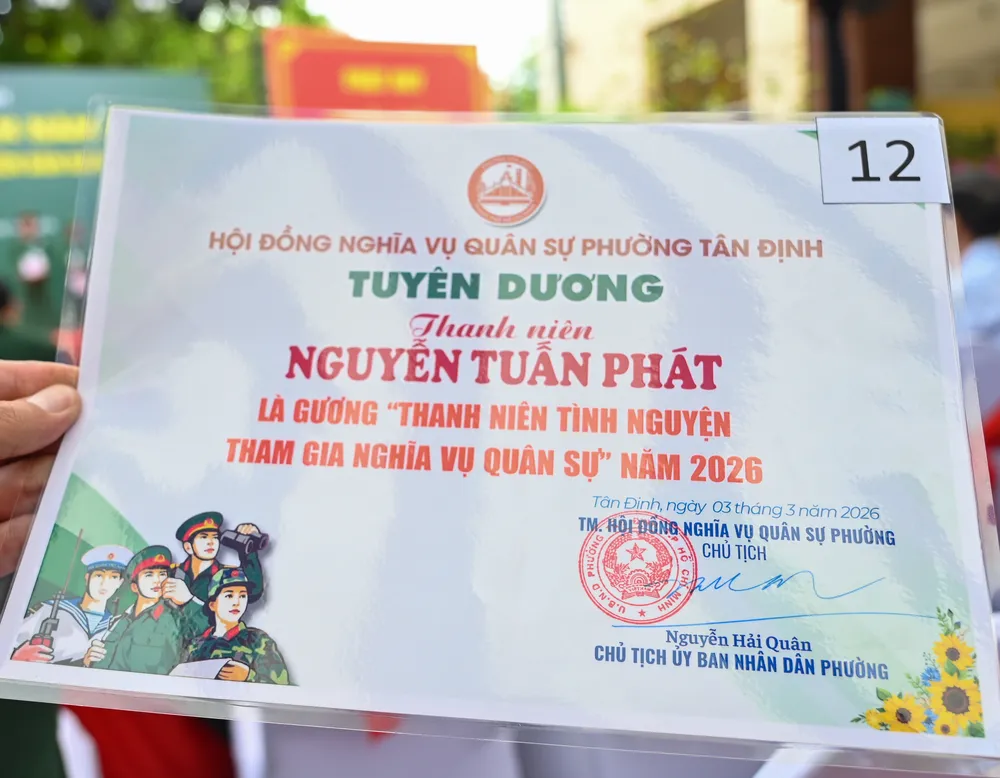 12
HỘI ĐỒNG NGHĨA VỤ QUÂN SỰ PHƯỜNG TÂN ĐỊNH
TUYÊN DƯƠNG
Thanh niên
NGUYỄN TUẤN PHÁT
LÀ GƯƠNG “THANH NIÊN TÌNH NGUYỆN
THAM GIA NGHĨA VỤ QUÂN SỰ” NĂM 2026
Tân Định, ngày 03 tháng 3 năm 2026
TM. HỘI ĐỒNG NGHĨA VỤ QUÂN SỰ PHƯỜNG
CHỦ TỊCH
Nguyễn Hải Quân
CHỦ TỊCH ỦY BAN NHÂN DÂN PHƯỜNG